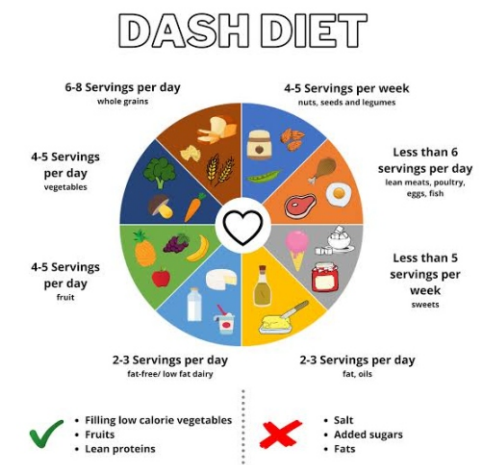 DASH DIET
6-8 Servings per day
whole grains
4-5 Servings per week
nuts, seeds and legumes
4-5 Servings
per day
vegetables
Less than 6
servings per day
lean meats, poultry,
eggs, fish
4-5 Servings
per day
fruit
Less than 5
servings per
week
sweets
2-3 Servings per day
fat-free/ low fat dairy
2-3 Servings per day
fat, oils
• Filling low calorie vegetables
• Fruits
• Lean proteins
• Salt
• Added sugars
• Fats